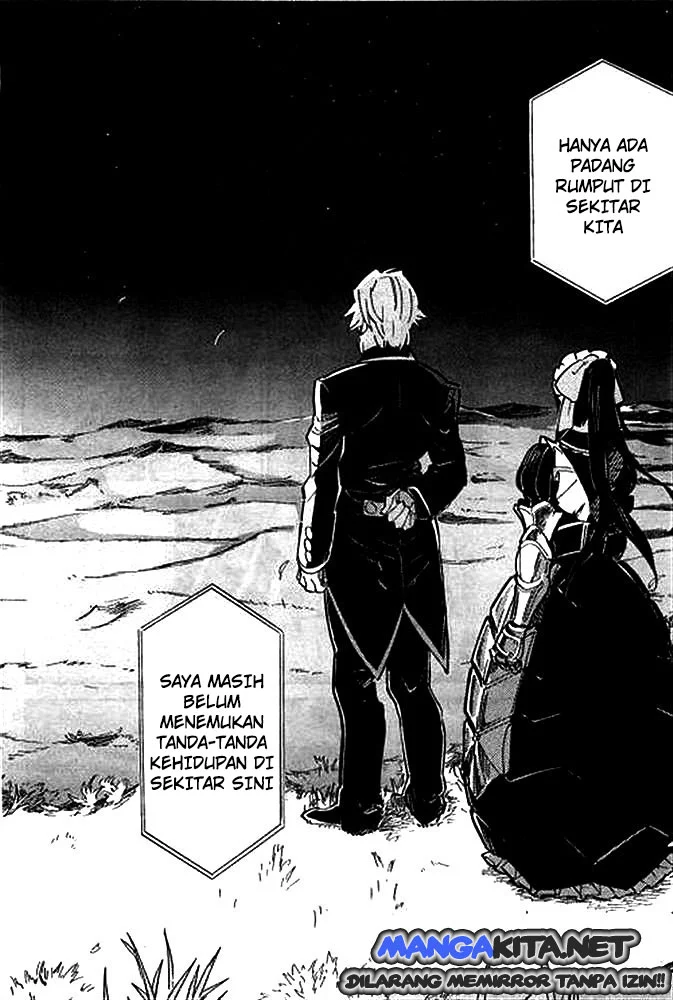 HANYA ADA
PADANG
RUMPUT DI
SEKITAR
KITA
SAYA MASIH
BELUM
MENEMUKAN
TANDA-TANDA
KEHIDUPAN DI
SEKITAR SINI
MANGAKITA.NET
DILARANG MEMIRROR TANPA IZIN!!